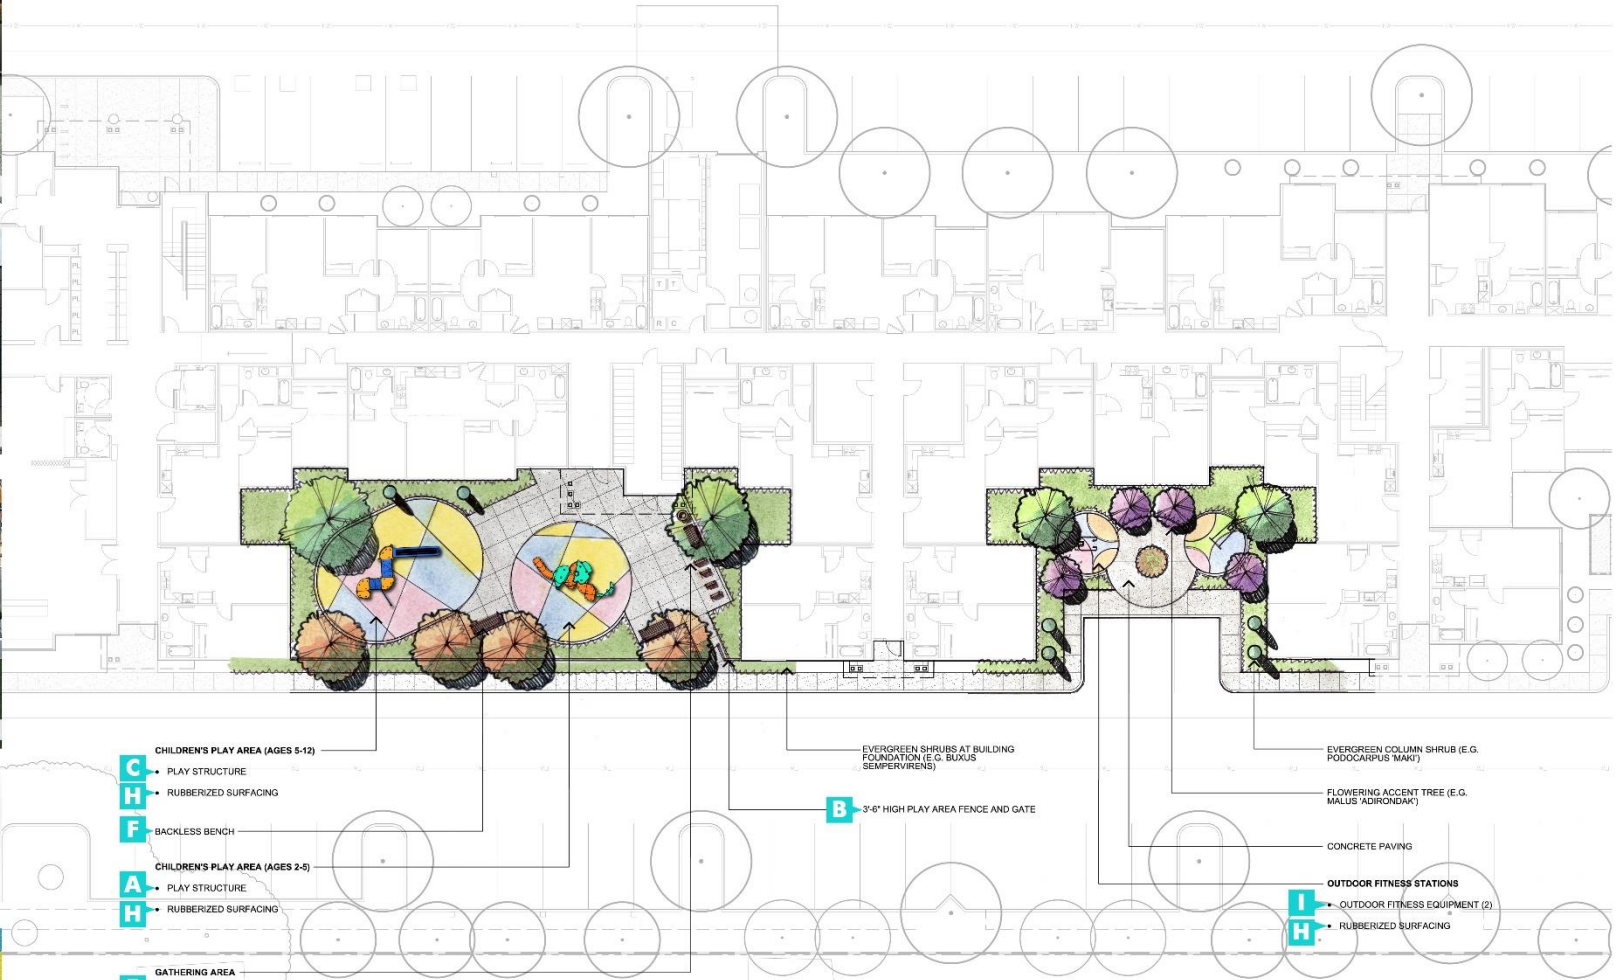 CHILDREN'S PLAY AREA (AGES 5-12)
C
• PLAY STRUCTURE
H
• RUBBERIZED SURFACING
F
BACKLESS BENCH
CHILDREN'S PLAY AREA (AGES 2-5)
A
• PLAY STRUCTURE
H
• RUBBERIZED SURFACING
GATHERING AREA
EVERGREEN SHRUBS AT BUILDING
FOUNDATION (E.G. BUXUS
SEMPERVIRENS)
B
3'-6" HIGH PLAY AREA FENCE AND GATE
EVERGREEN COLUMN SHRUB (E.G.
PODOCARPUS 'MAKI')
FLOWERING ACCENT TREE (E.G.
MALUS 'ADIRONDAK')
CONCRETE PAVING
OUTDOOR FITNESS STATIONS
I
• OUTDOOR FITNESS EQUIPMENT (2)
H
• RUBBERIZED SURFACING